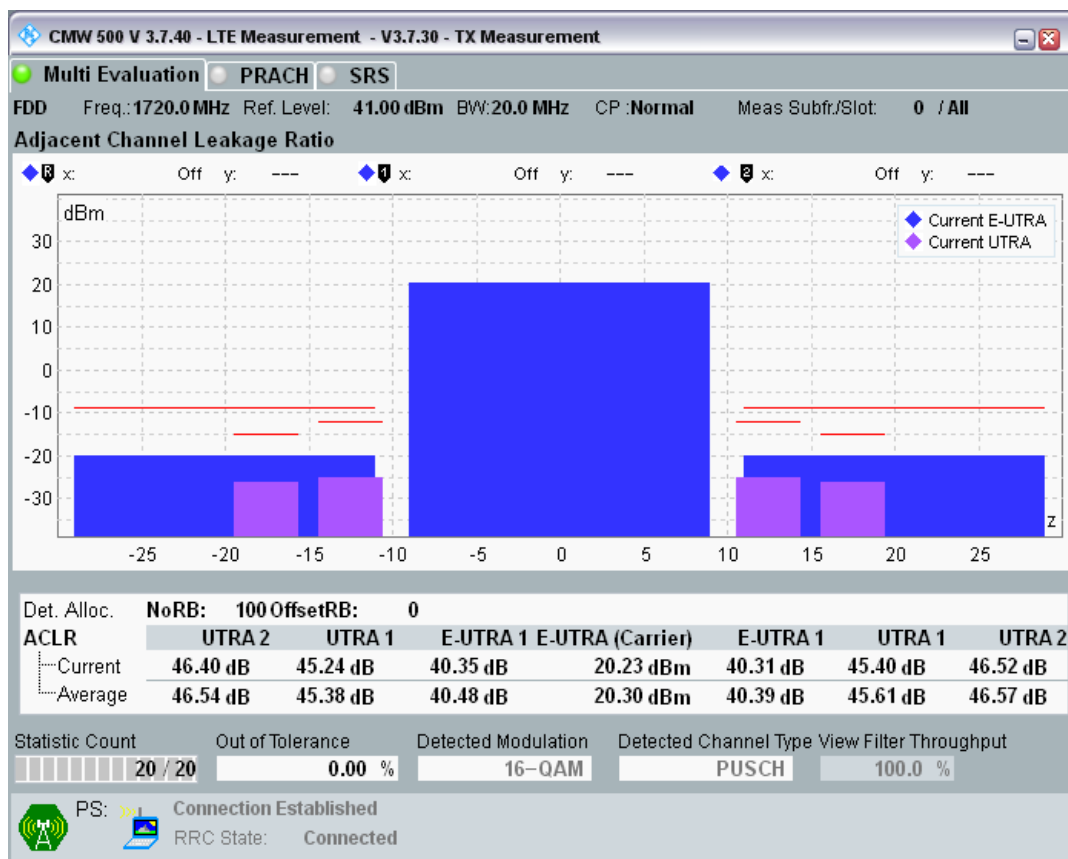 CMW 500 V 3.7.40 - LTE Measurement - V3.7.30 - TX Measurement
Multi Evaluation PRACH SRS
FDD Freq.: 1720.0 MHz Ref. Level: 41.00 dBm BW: 20.0 MHz CP : Normal Meas Subfr./Slot: 0 / All
Adjacent Channel Leakage Ratio
R x: Off y: --- 1 x: Off y: --- 2 x: Off y: ---
dBm
Current E-UTRA
Current UTRA
30
20
10
0
-10
-20
-30
z
-25 -20 -15 -10 -5 0 5 10 15 20 25
Det. Alloc. NoRB: 100 OffsetRB: 0
ACLR UTRA 2 UTRA 1 E-UTRA 1 E-UTRA (Carrier) E-UTRA 1 UTRA 1 UTRA 2
Current 46.40 dB 45.24 dB 40.35 dB 20.23 dBm 40.31 dB 45.40 dB 46.52 dB
Average 46.54 dB 45.38 dB 40.48 dB 20.30 dBm 40.39 dB 45.61 dB 46.57 dB
Statistic Count Out of Tolerance Detected Modulation Detected Channel Type View Filter Throughput
20 / 20 0.00 % 16-QAM PUSCH 100.0 %
PS: Connection Established
RRC State: Connected